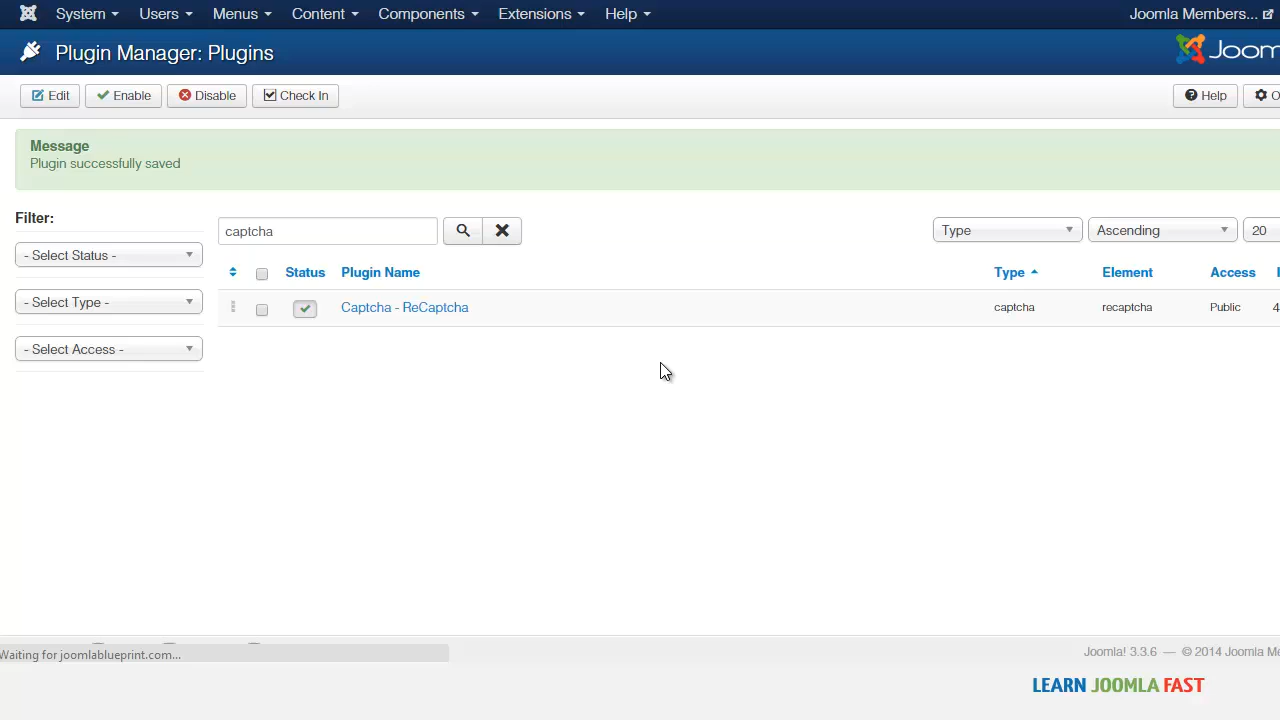 System Users Menus Content Components Extensions Help Joomla Members...
Plugin Manager: Plugins
Edit Enable Disable Check In Help
Message
Plugin successfully saved
Filter:
captcha Type Ascending 20
- Select Status -
Status Plugin Name Type Element Access
- Select Type - Captcha - ReCaptcha captcha recaptcha Public 4
- Select Access -
Waiting for joomlablueprint.com...
Joomla! 3.3.6 — © 2014 Joomla
LEARN JOOMLA FAST